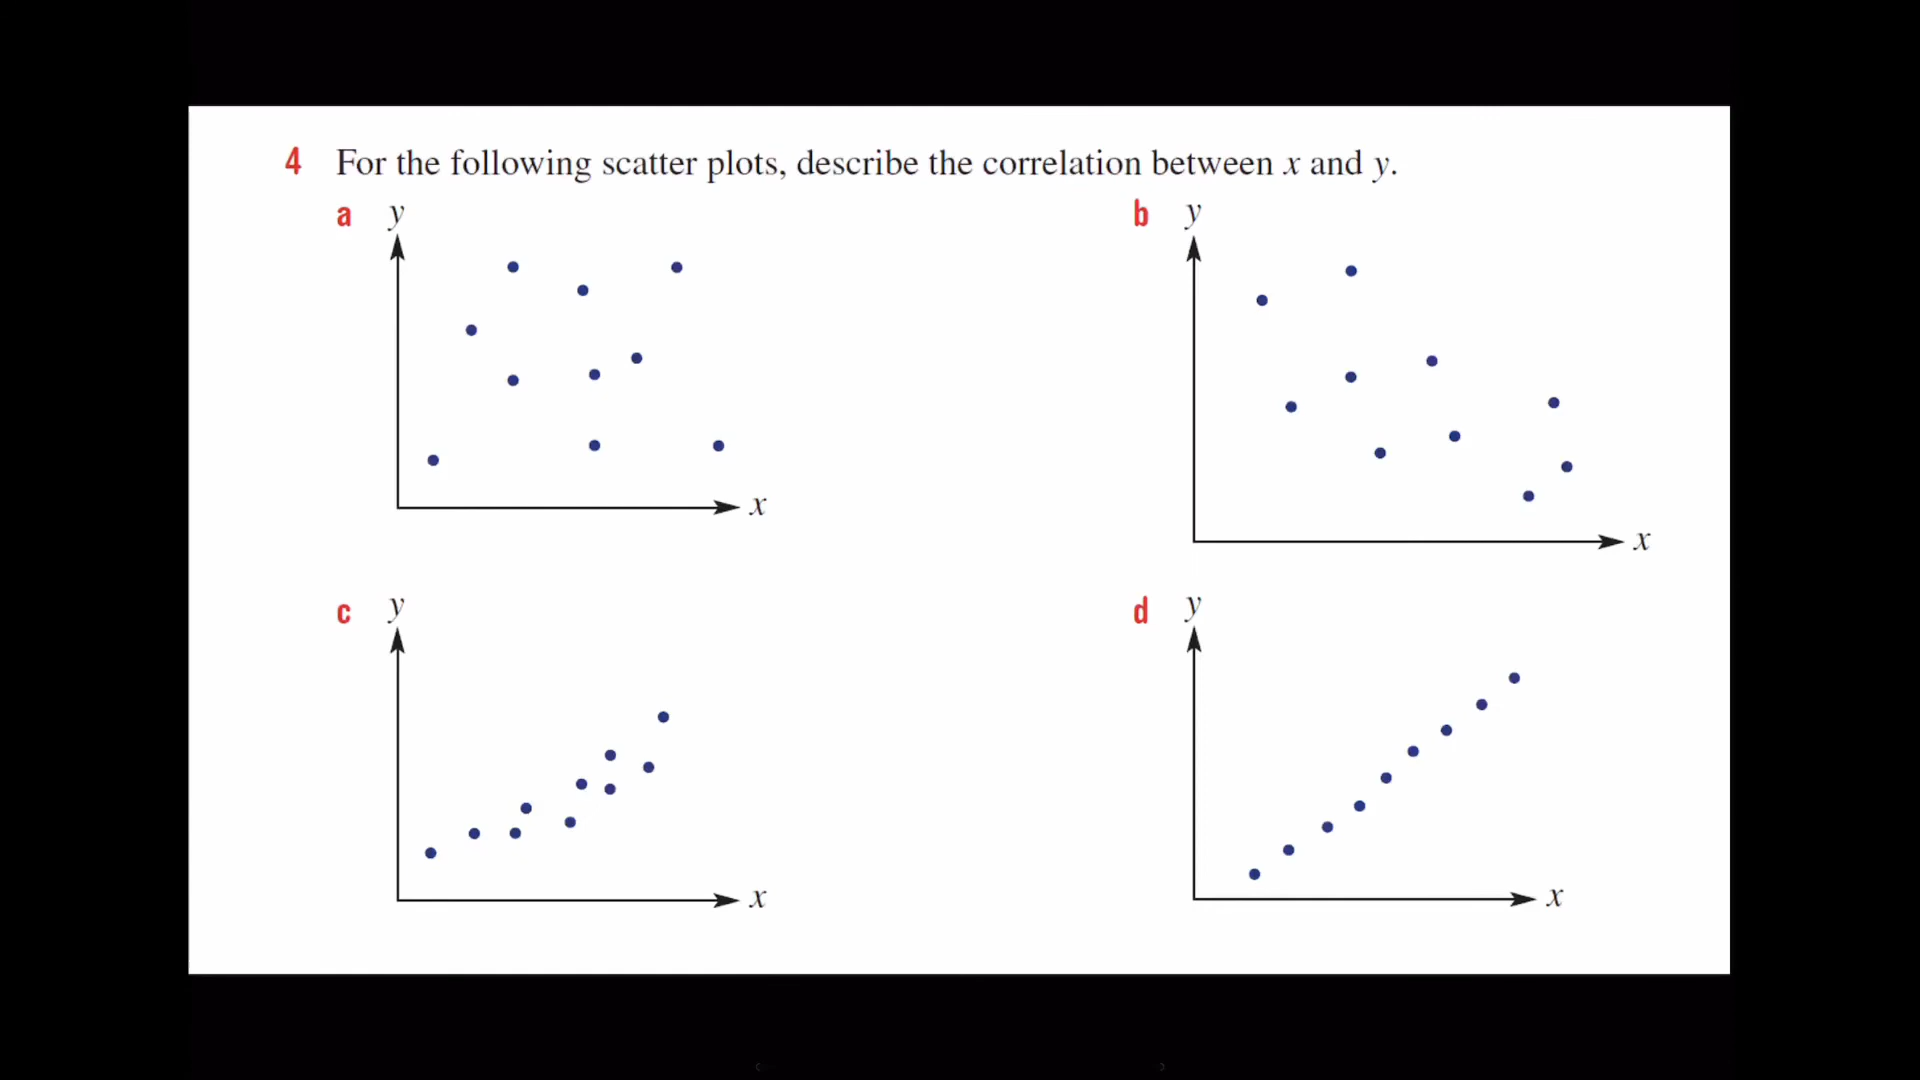 4 For the following scatter plots, describe the correlation between x and y.
a y
b y
x
x
c y
d y
x
x